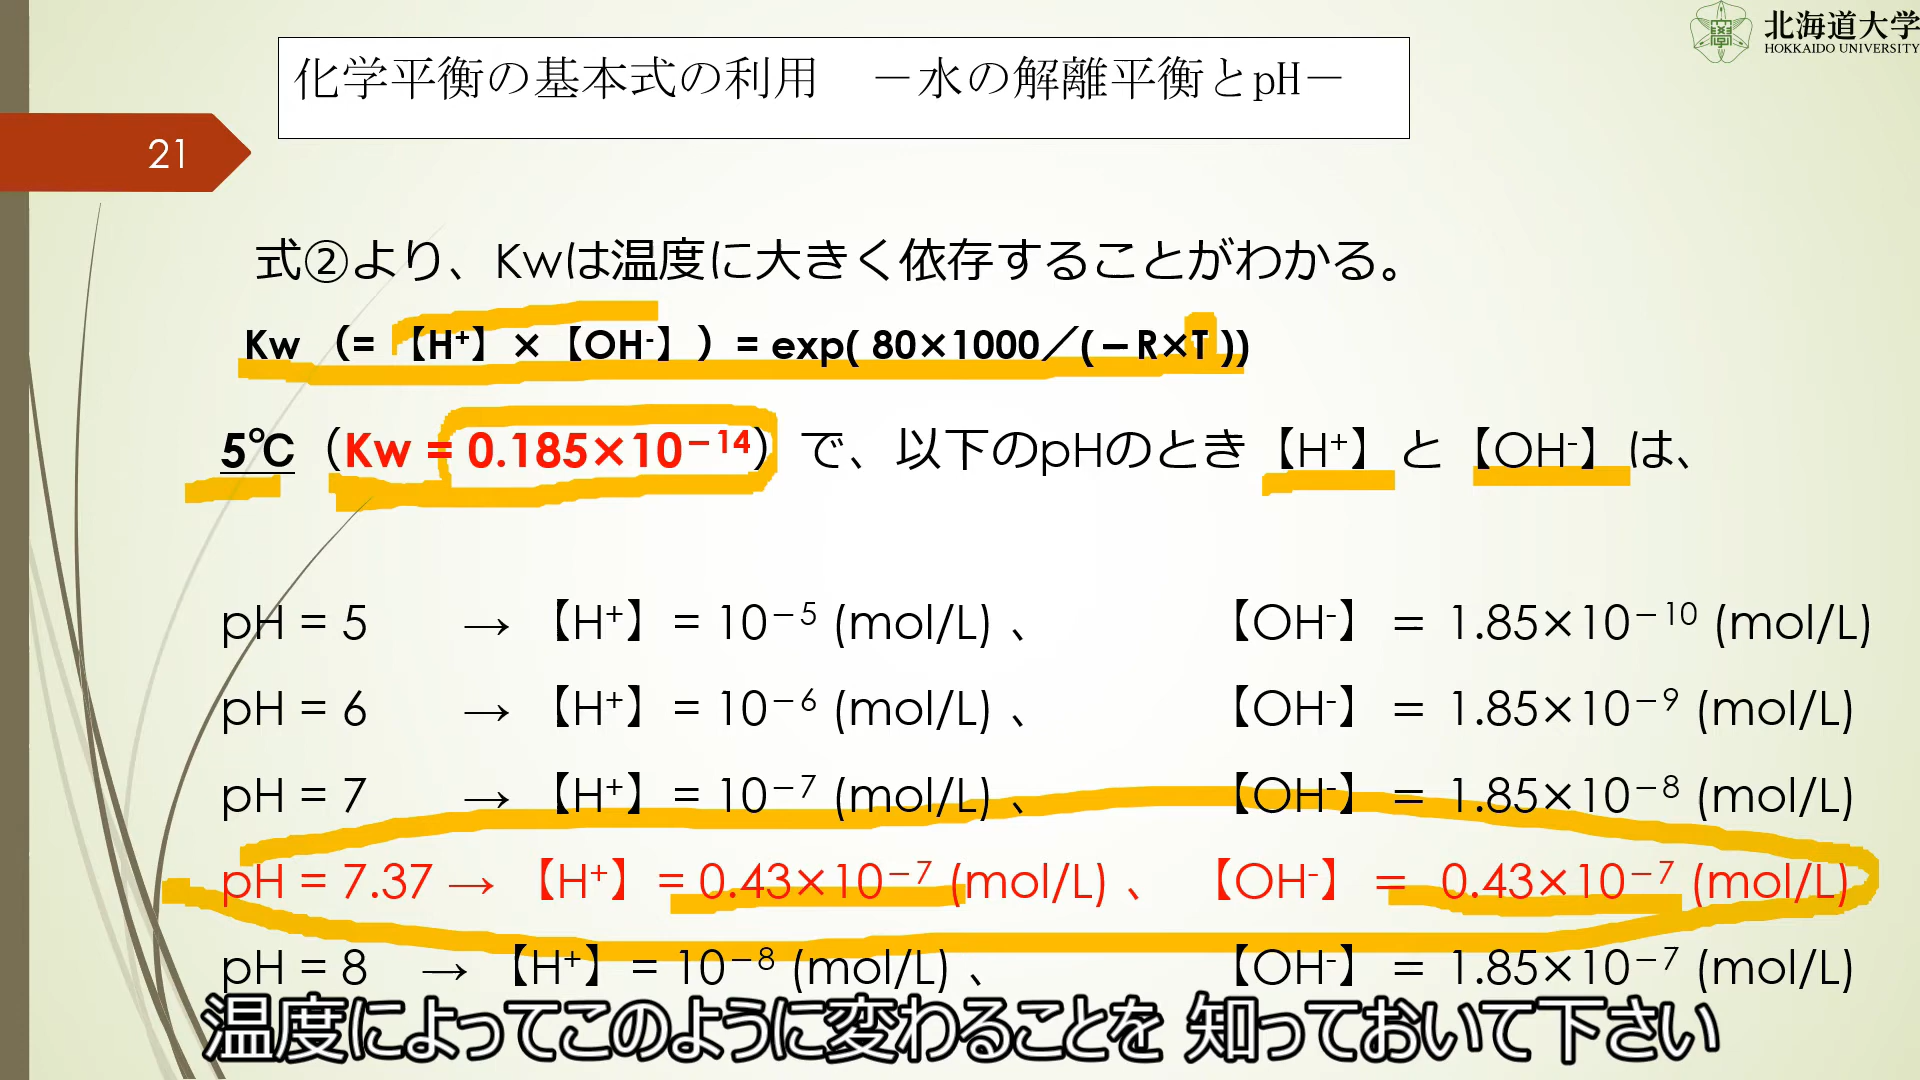 北海道大学
HOKKAIDO UNIVERSITY
化学平衡の基本式の利用　－水の解離平衡とpH－
21
式②より、Kwは温度に大きく依存することがわかる。
Kw （=【H⁺】×【OH⁻】）= exp( 80×1000／(－R×T ))
5℃（Kw = 0.185×10⁻¹⁴）で、以下のpHのとき【H⁺】と【OH⁻】は、
pH = 5 → 【H⁺】= 10⁻⁵ (mol/L) 、 【OH⁻】＝ 1.85×10⁻¹⁰ (mol/L)
pH = 6 → 【H⁺】= 10⁻⁶ (mol/L) 、 【OH⁻】＝ 1.85×10⁻⁹ (mol/L)
pH = 7 → 【H⁺】= 10⁻⁷ (mol/L) 、 【OH⁻】＝ 1.85×10⁻⁸ (mol/L)
pH = 7.37 → 【H⁺】= 0.43×10⁻⁷ (mol/L) 、 【OH⁻】＝ 0.43×10⁻⁷ (mol/L)
pH = 8 → 【H⁺】= 10⁻⁸ (mol/L) 、 【OH⁻】＝ 1.85×10⁻⁷ (mol/L)
温度によってこのように変わることを 知っておいて下さい